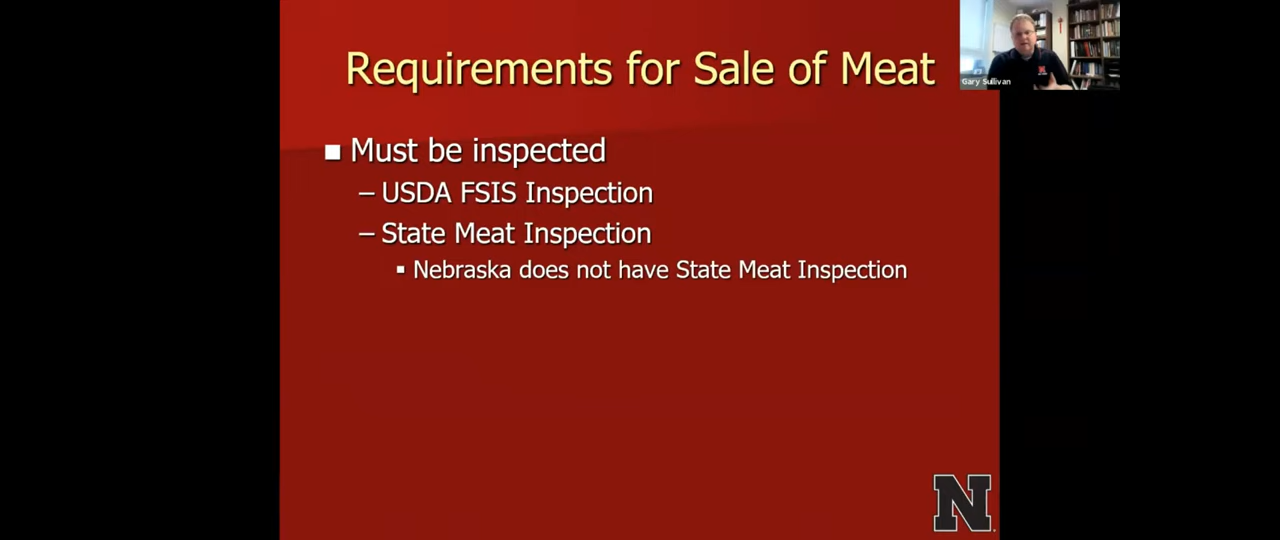 Requirements for Sale of Meat
Gary Sullivan
■ Must be inspected
– USDA FSIS Inspection
– State Meat Inspection
▪ Nebraska does not have State Meat Inspection
N